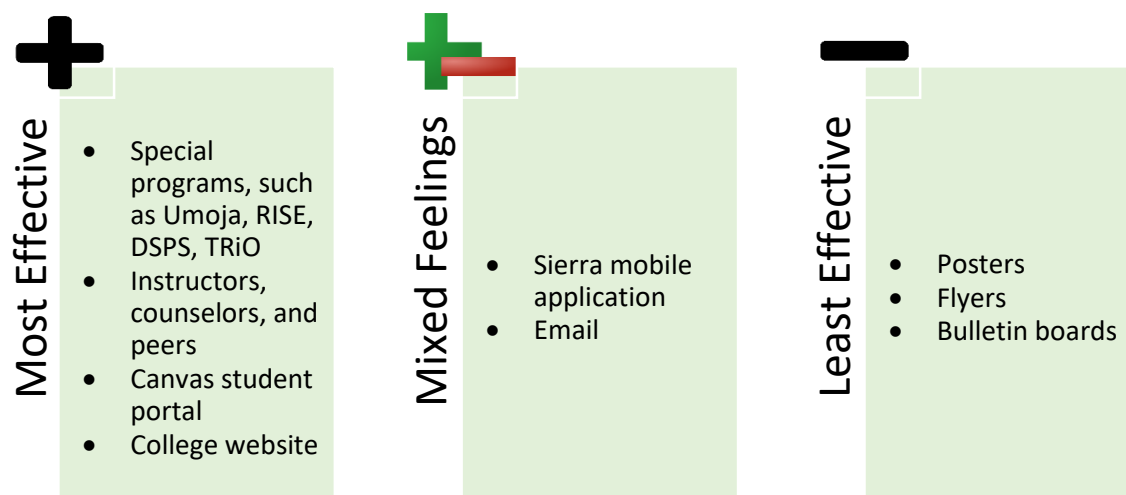 Most Effective
• Special
programs, such
as Umoja, RISE,
DSPS, TRiO
• Instructors,
counselors, and
peers
• Canvas student
portal
• College website
Mixed Feelings
• Sierra mobile
application
• Email
Least Effective
• Posters
• Flyers
• Bulletin boards